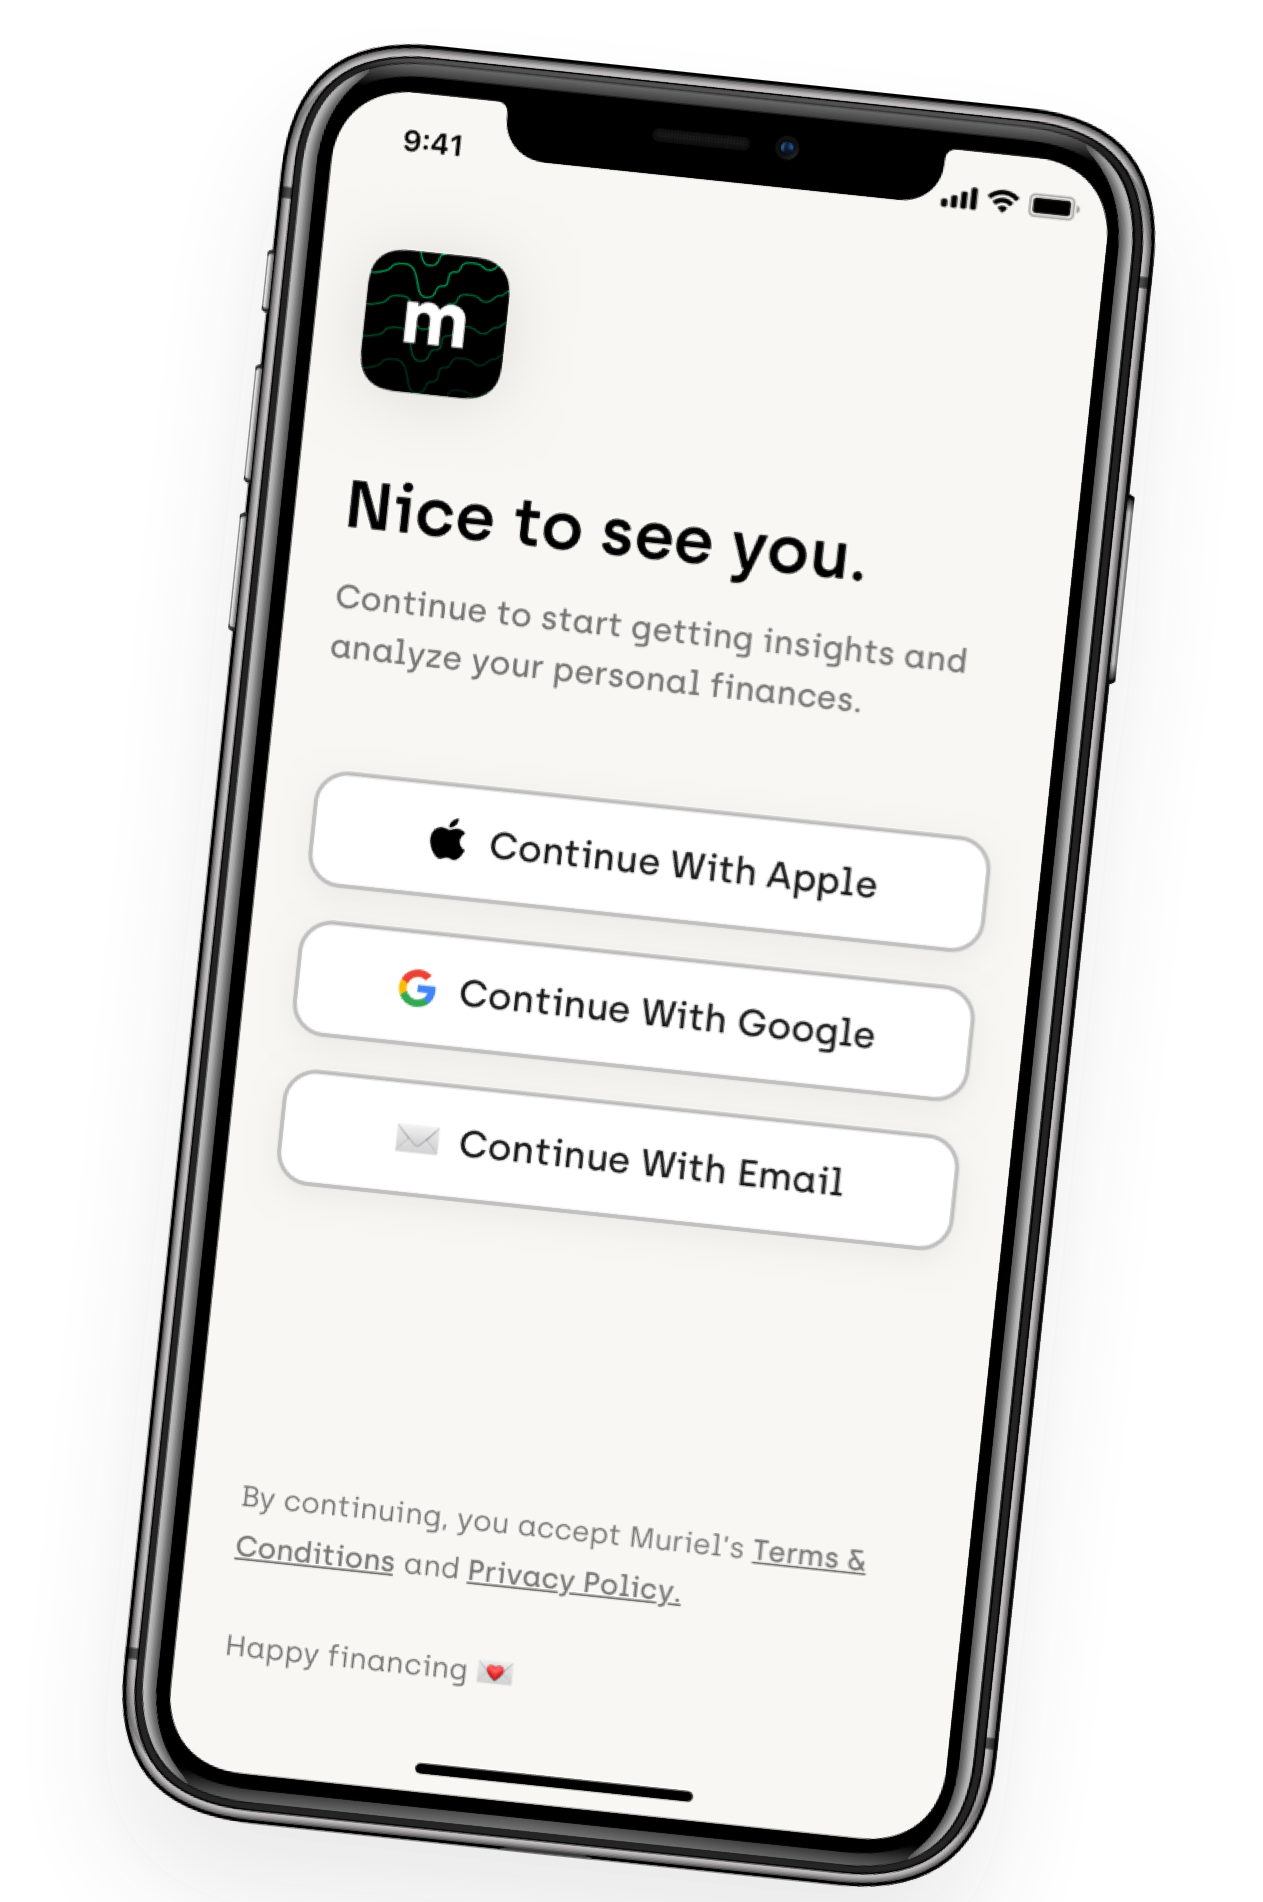 9:41
m
Nice to see you.
Continue to start getting insights and
analyze your personal finances.
Continue With Apple
Continue With Google
Continue With Email
By continuing, you accept Muriel's Terms &
Conditions and Privacy Policy.
Happy financing 💌